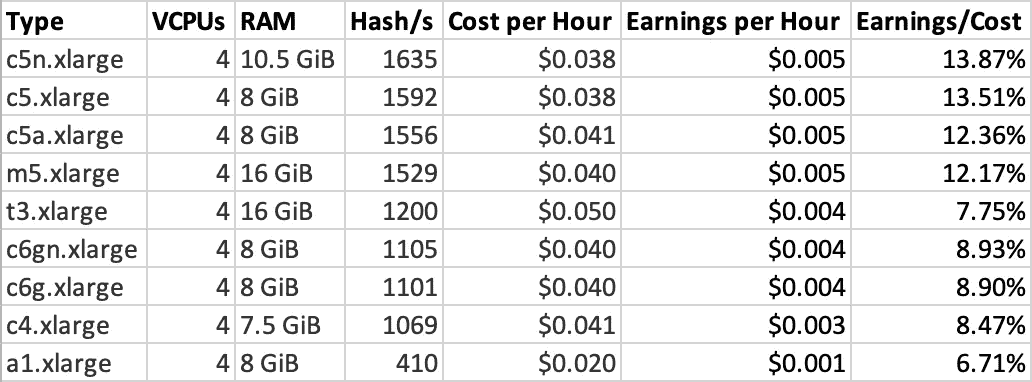 Type VCPUs RAM Hash/s Cost per Hour Earnings per Hour Earnings/Cost
c5n.xlarge 4 10.5 GiB 1635 $0.038 $0.005 13.87%
c5.xlarge 4 8 GiB 1592 $0.038 $0.005 13.51%
c5a.xlarge 4 8 GiB 1556 $0.041 $0.005 12.36%
m5.xlarge 4 16 GiB 1529 $0.040 $0.005 12.17%
t3.xlarge 4 16 GiB 1200 $0.050 $0.004 7.75%
c6gn.xlarge 4 8 GiB 1105 $0.040 $0.004 8.93%
c6g.xlarge 4 8 GiB 1101 $0.040 $0.004 8.90%
c4.xlarge 4 7.5 GiB 1069 $0.041 $0.003 8.47%
a1.xlarge 4 8 GiB 410 $0.020 $0.001 6.71%